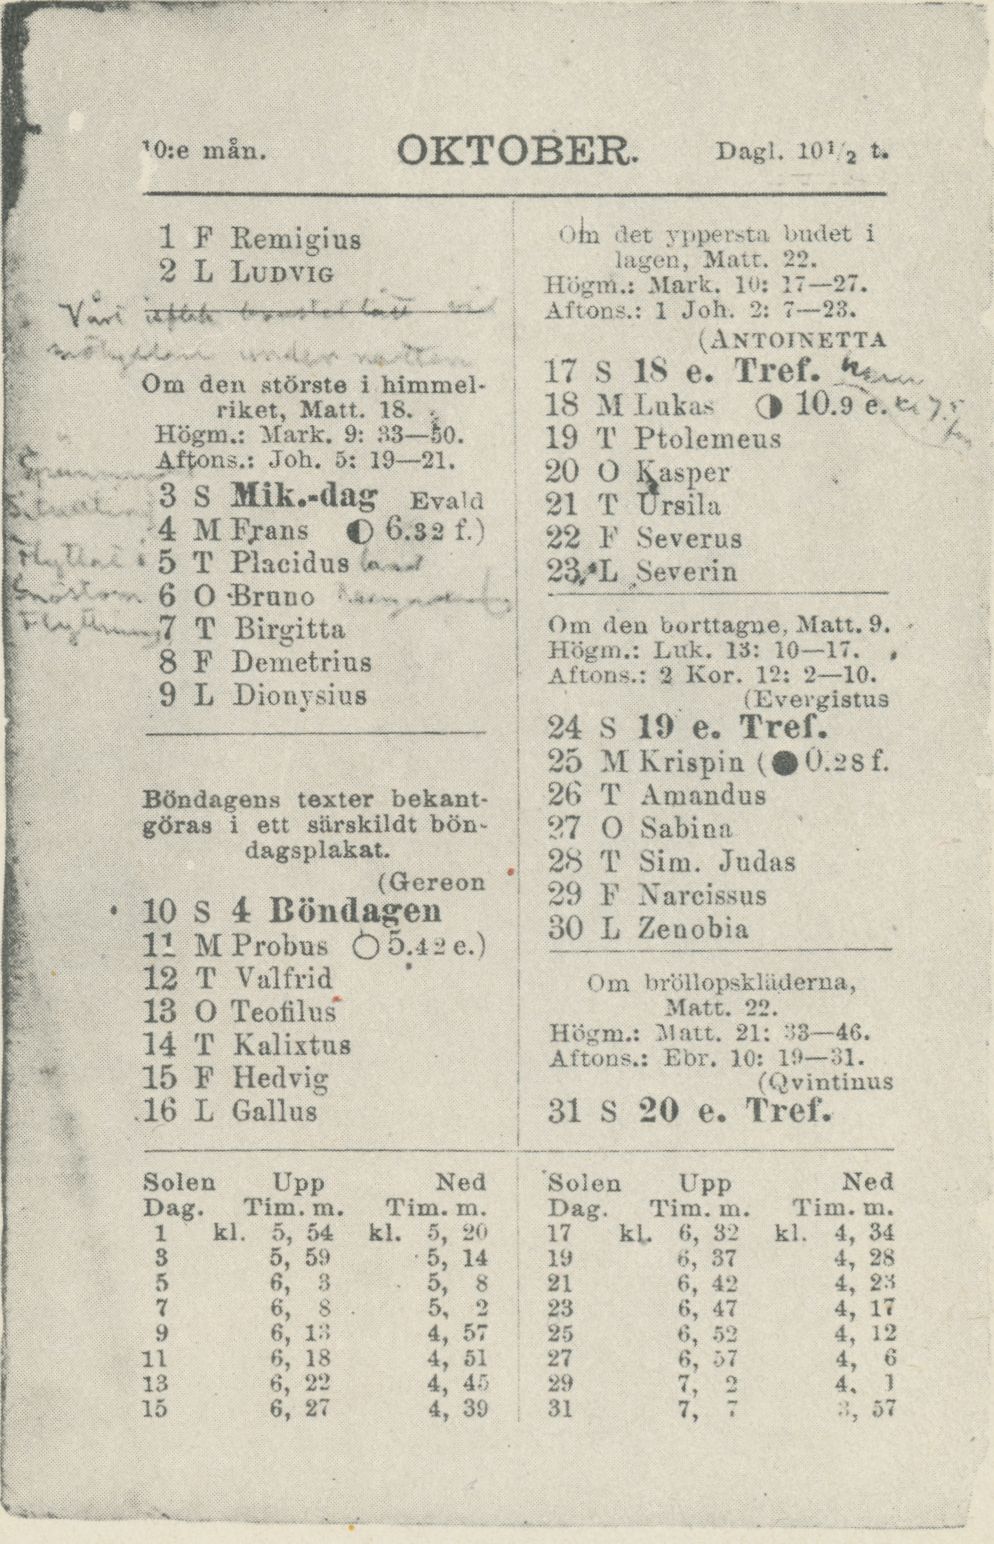 10:e mån. OKTOBER. Dagl. 10 1/2 t.
1 F Remigius
2 L LUDVIG
Vårt
under natten
Om den störste i himmel-
riket, Matt. 18.
Högm.: Mark. 9: 33—50.
Aftons.: Joh. 5: 19—21.
3 S Mik.-dag Evald
4 M Frans ◐ 6.32 f.)
5 T Placidus land
6 O Bruno
7 T Birgitta
8 F Demetrius
9 L Dionysius
Böndagens texter bekant-
göras i ett särskildt bön-
dagsplakat.
(Gereon
10 S 4 Böndagen
11 M Probus ○ 5.42 e.)
12 T Valfrid
13 O Teofilus
14 T Kalixtus
15 F Hedvig
16 L Gallus
Om det yppersta budet i
lagen, Matt. 22.
Högm.: Mark. 10: 17—27.
Aftons.: 1 Joh. 2: 7—23.
(ANTOINETTA
17 S 18 e. Tref.
18 M Lukas ◑ 10.9 e.
19 T Ptolemeus
20 O Kasper
21 T Ursila
22 F Severus
23 L Severin
Om den borttagne, Matt. 9.
Högm.: Luk. 13: 10—17.
Aftons.: 2 Kor. 12: 2—10.
(Evergistus
24 S 19 e. Tref.
25 M Krispin (● 0.28 f.
26 T Amandus
27 O Sabina
28 T Sim. Judas
29 F Narcissus
30 L Zenobia
Om bröllopskläderna,
Matt. 22.
Högm.: Matt. 21: 33—46.
Aftons.: Ebr. 10: 19—31.
(Qvintinus
31 S 20 e. Tref.
Solen Upp Ned
Dag. Tim. m. Tim. m.
1 kl. 5, 54 kl. 5, 20
3 5, 59 5, 14
5 6, 3 5, 8
7 6, 8 5, 2
9 6, 13 4, 57
11 6, 18 4, 51
13 6, 22 4, 45
15 6, 27 4, 39
Solen Upp Ned
Dag. Tim. m. Tim. m.
17 kl. 6, 32 kl. 4, 34
19 6, 37 4, 28
21 6, 42 4, 23
23 6, 47 4, 17
25 6, 52 4, 12
27 6, 57 4, 6
29 7, 2 4, 1
31 7, 7 3, 57